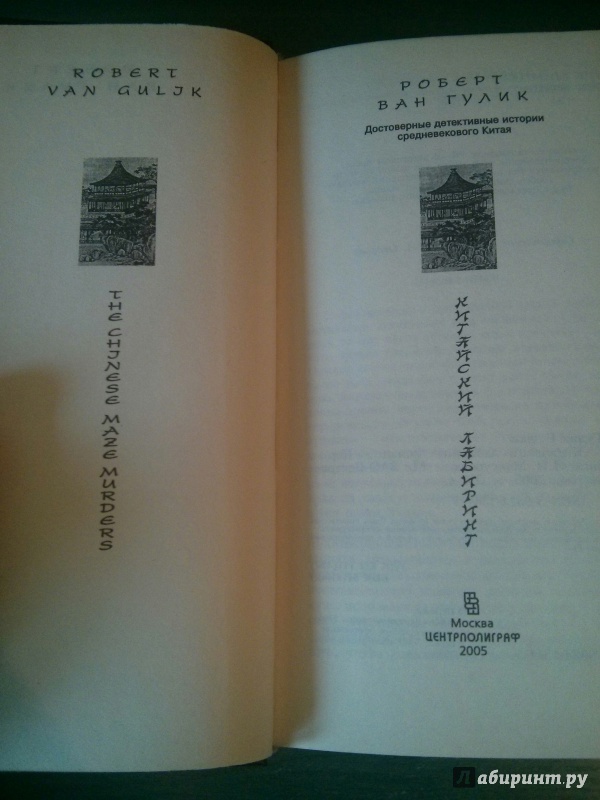 ROBERT
VAN GULIK
THE CHINESE MAZE MURDERS
РОБЕРТ
ВАН ГУЛИК
Достоверные детективные истории
средневекового Китая
КИТАЙСКИЙ ЛАБИРИНТ
Москва
ЦЕНТРПОЛИГРАФ
2005
Лабиринт.ру